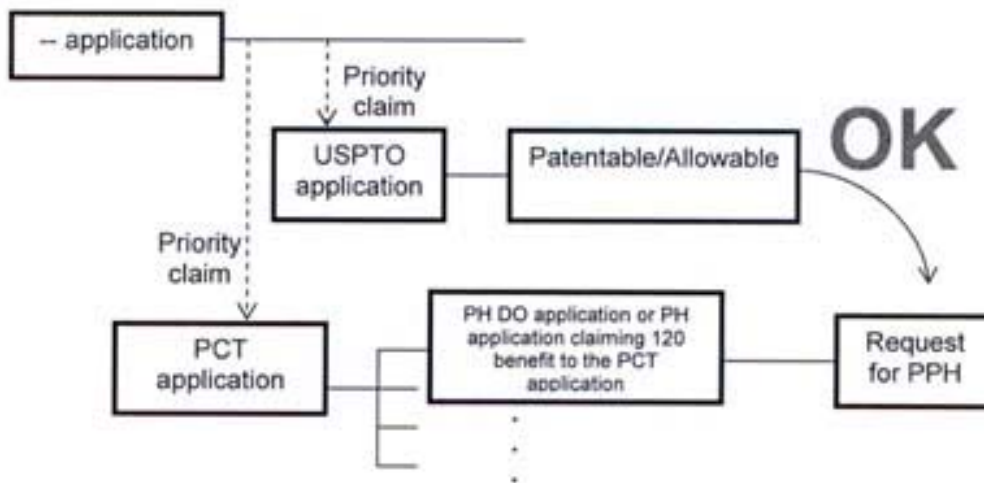 -- application
Priority
claim
OK
USPTO
application
Patentable/Allowable
Priority
claim
PCT
application
PH DO application or PH
application claiming 120
benefit to the PCT
application
Request
for PPH